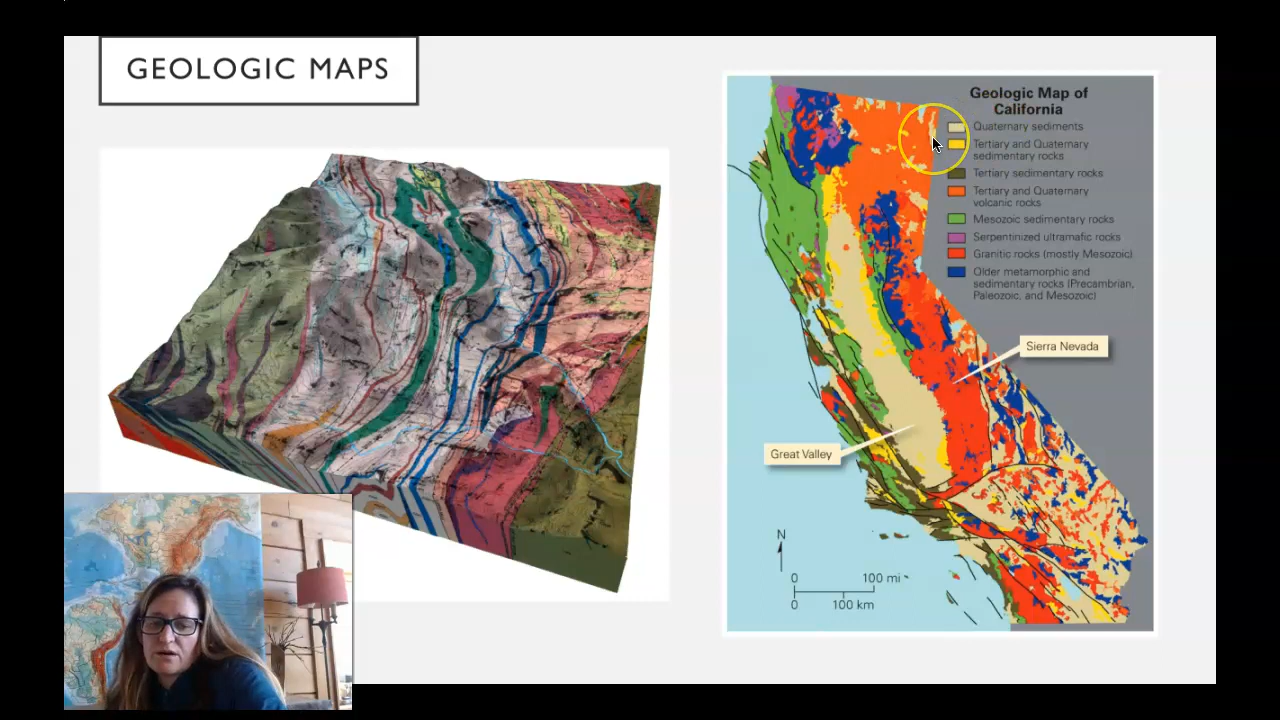 GEOLOGIC MAPS
Geologic Map of
California
Quaternary sediments
Tertiary and Quaternary
sedimentary rocks
Tertiary sedimentary rocks
Tertiary and Quaternary
volcanic rocks
Mesozoic sedimentary rocks
Serpentinized ultramafic rocks
Granitic rocks (mostly Mesozoic)
Older metamorphic and
sedimentary rocks (Precambrian,
Paleozoic, and Mesozoic)
Sierra Nevada
Great Valley
N
0 100 mi
0 100 km